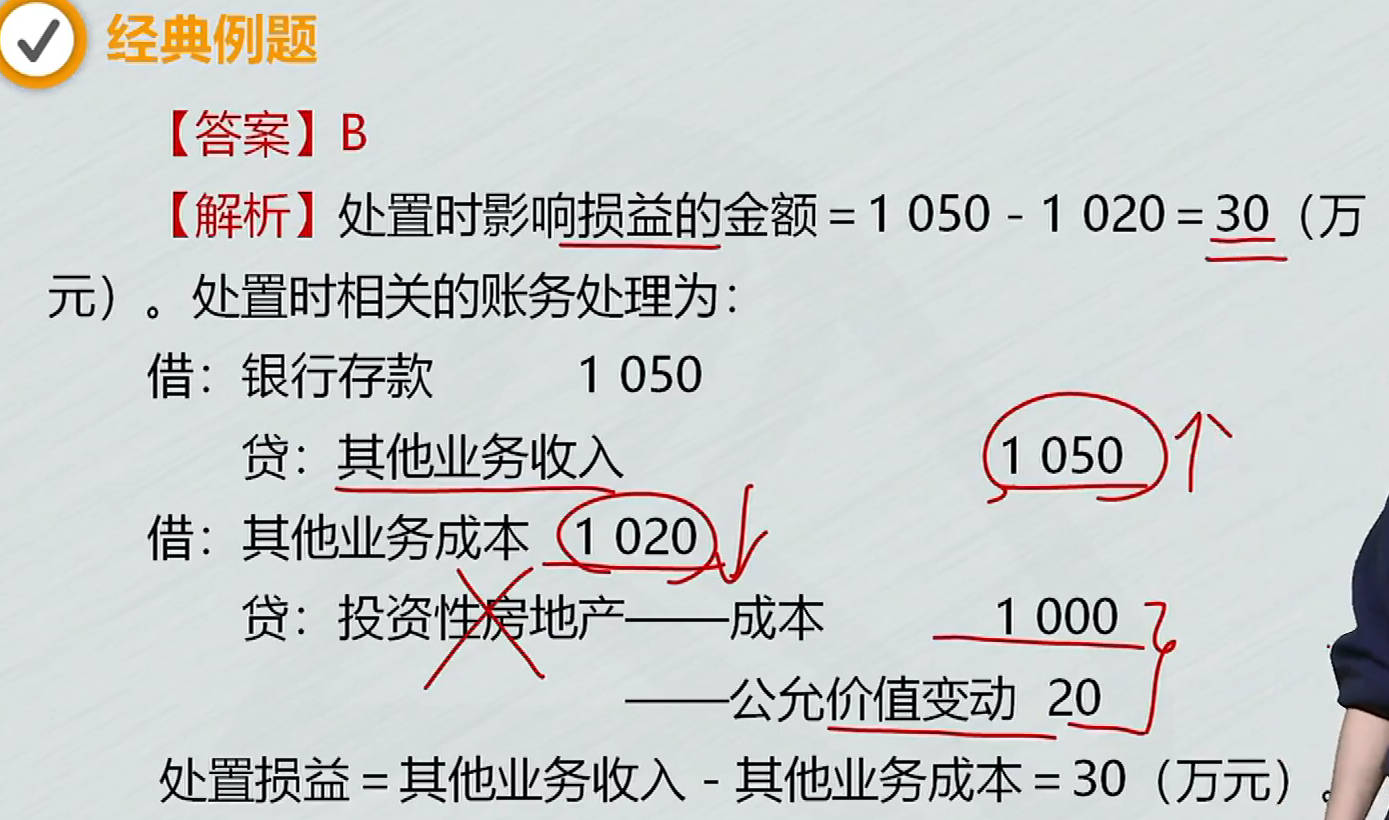 经典例题
【答案】B
【解析】处置时影响损益的金额=1 050 - 1 020=30（万
元）。处置时相关的账务处理为：
借：银行存款 1 050
贷：其他业务收入 1 050
借：其他业务成本 1 020
贷：投资性房地产——成本 1 000
——公允价值变动 20
处置损益=其他业务收入 - 其他业务成本=30（万元）。